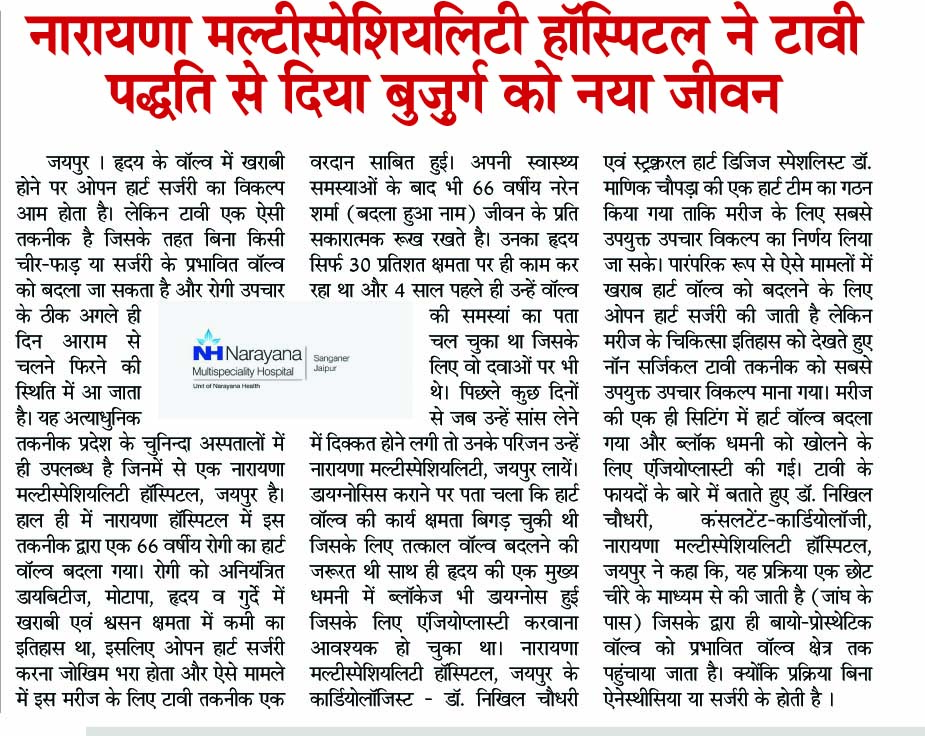 नारायणा मल्टीस्पेशियलिटी हॉस्पिटल ने टावी
पद्धति से दिया बुजुर्ग को नया जीवन
जयपुर । हृदय के वॉल्व में खराबी
होने पर ओपन हार्ट सर्जरी का विकल्प
आम होता है। लेकिन टावी एक ऐसी
तकनीक है जिसके तहत बिना किसी
चीर-फाड़ या सर्जरी के प्रभावित वॉल्व
को बदला जा सकता है और रोगी उपचार
के ठीक अगले ही
दिन आराम से
चलने फिरने की
स्थिति में आ जाता
है। यह अत्याधुनिक
तकनीक प्रदेश के चुनिन्दा अस्पतालों में
ही उपलब्ध है जिनमें से एक नारायणा
मल्टीस्पेशियलिटी हॉस्पिटल, जयपुर है।
हाल ही में नारायणा हॉस्पिटल में इस
तकनीक द्वारा एक 66 वर्षीय रोगी का हार्ट
वॉल्व बदला गया। रोगी को अनियंत्रित
डायबिटीज, मोटापा, हृदय व गुर्दे में
खराबी एवं श्वसन क्षमता में कमी का
इतिहास था, इसलिए ओपन हार्ट सर्जरी
करना जोखिम भरा होता और ऐसे मामले
में इस मरीज के लिए टावी तकनीक एक
NH Narayana
Multispeciality Hospital
Unit of Narayana Health
Sanganer
Jaipur
वरदान साबित हुई। अपनी स्वास्थ्य
समस्याओं के बाद भी 66 वर्षीय नरेन
शर्मा (बदला हुआ नाम) जीवन के प्रति
सकारात्मक रूख रखते है। उनका हृदय
सिर्फ 30 प्रतिशत क्षमता पर ही काम कर
रहा था और 4 साल पहले ही उन्हें वॉल्व
की समस्यां का पता
चल चुका था जिसके
लिए वो दवाओं पर भी
थे। पिछले कुछ दिनों
से जब उन्हें सांस लेने
में दिक्कत होने लगी तो उनके परिजन उन्हें
नारायणा मल्टीस्पेशियलिटी, जयपुर लायें।
डायग्नोसिस कराने पर पता चला कि हार्ट
वॉल्व की कार्य क्षमता बिगड़ चुकी थी
जिसके लिए तत्काल वॉल्व बदलने की
जरूरत थी साथ ही हृदय की एक मुख्य
धमनी में ब्लॉकेज भी डायग्नोस हुई
जिसके लिए एंजियोप्लास्टी करवाना
आवश्यक हो चुका था। नारायणा
मल्टीस्पेशियलिटी हॉस्पिटल, जयपुर के
कार्डियोलॉजिस्ट - डॉ. निखिल चौधरी
एवं स्ट्रक्चरल हार्ट डिजिज स्पेशलिस्ट डॉ.
माणिक चौपड़ा की एक हार्ट टीम का गठन
किया गया ताकि मरीज के लिए सबसे
उपयुक्त उपचार विकल्प का निर्णय लिया
जा सके। पारंपरिक रूप से ऐसे मामलों में
खराब हार्ट वॉल्व को बदलने के लिए
ओपन हार्ट सर्जरी की जाती है लेकिन
मरीज के चिकित्सा इतिहास को देखते हुए
नॉन सर्जिकल टावी तकनीक को सबसे
उपयुक्त उपचार विकल्प माना गया। मरीज
की एक ही सिटिंग में हार्ट वॉल्व बदला
गया और ब्लॉक धमनी को खोलने के
लिए एंजियोप्लास्टी की गई। टावी के
फायदों के बारे में बताते हुए डॉ. निखिल
चौधरी, कंसलटेंट-कार्डियोलॉजी,
नारायणा मल्टीस्पेशियलिटी हॉस्पिटल,
जयपुर ने कहा कि, यह प्रक्रिया एक छोट
चीरे के माध्यम से की जाती है (जांघ के
पास) जिसके द्वारा ही बायो-प्रोस्थेटिक
वॉल्व को प्रभावित वॉल्व क्षेत्र तक
पहुंचाया जाता है। क्योंकि प्रक्रिया बिना
ऐनेस्थीसिया या सर्जरी के होती है ।